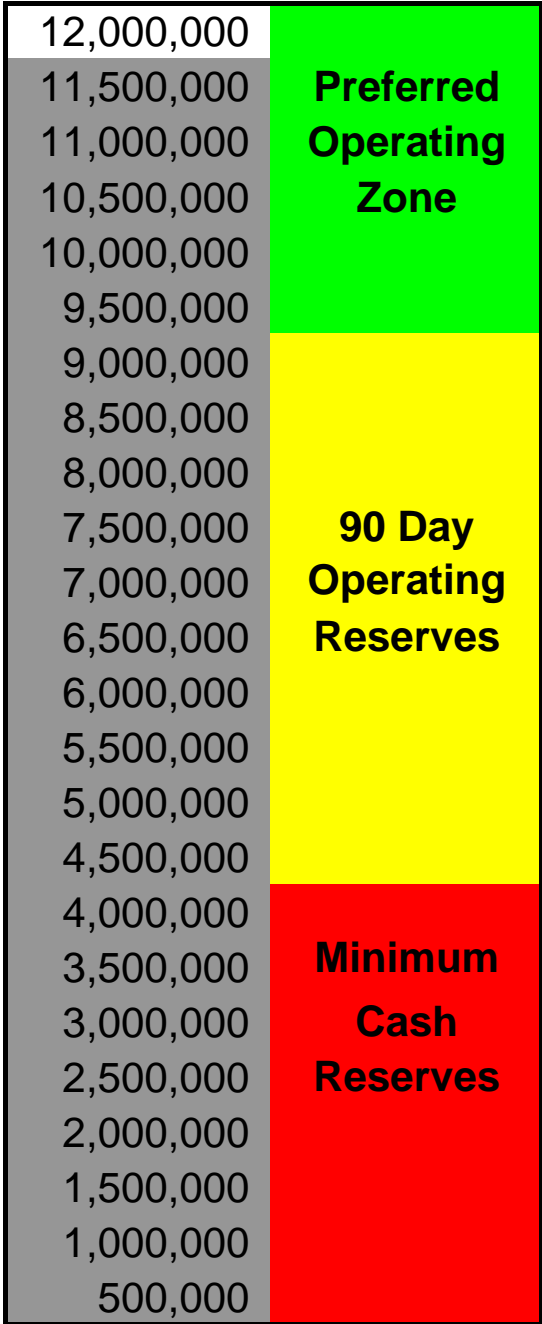 12,000,000
11,500,000 Preferred
11,000,000 Operating
10,500,000 Zone
10,000,000
9,500,000
9,000,000
8,500,000
8,000,000
7,500,000 90 Day
7,000,000 Operating
6,500,000 Reserves
6,000,000
5,500,000
5,000,000
4,500,000
4,000,000
3,500,000 Minimum
3,000,000 Cash
2,500,000 Reserves
2,000,000
1,500,000
1,000,000
500,000